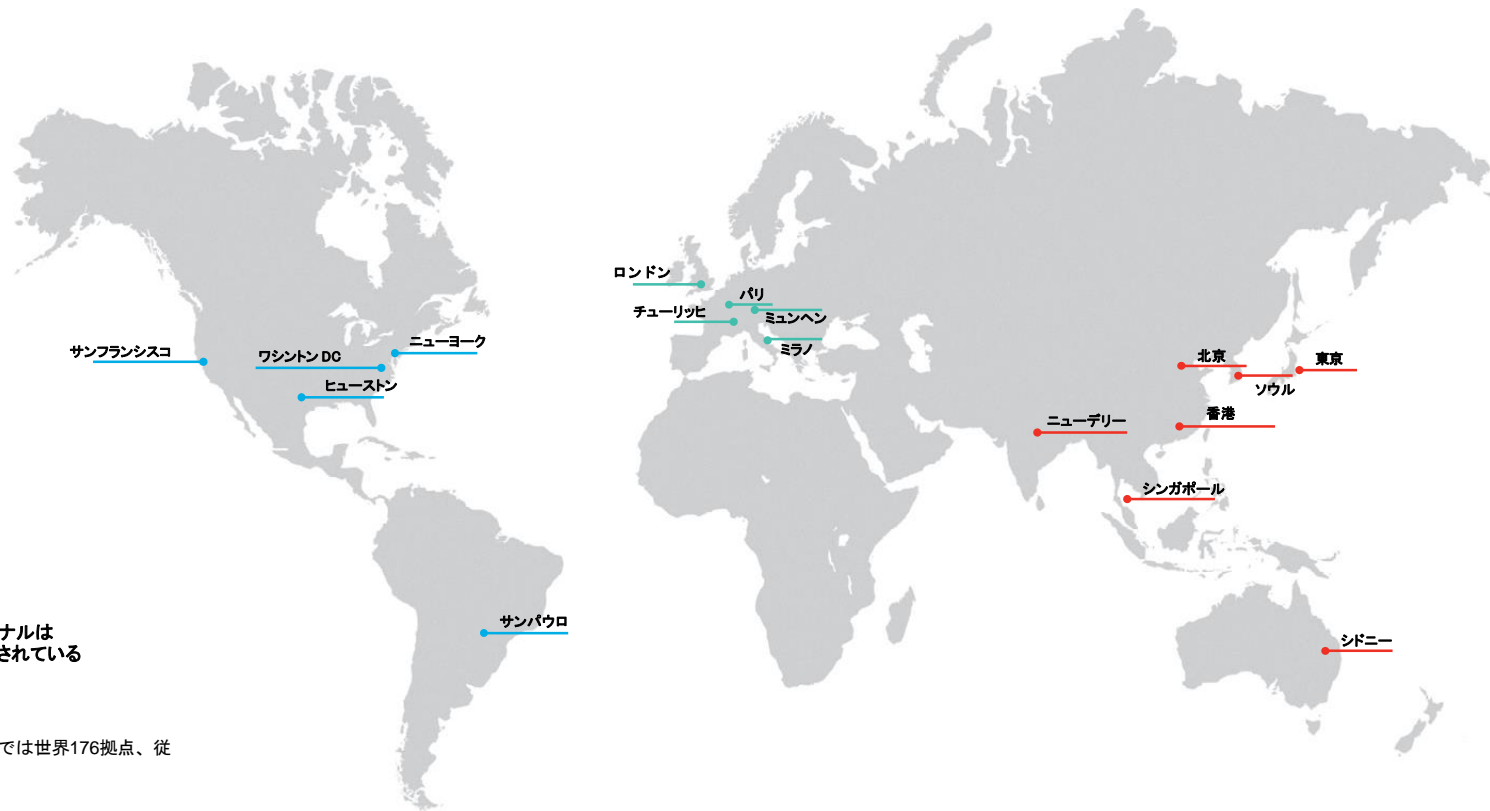 ロンドン
パリ
チューリッヒ
ミュンヘン
ミラノ
ニューヨーク
サンフランシスコ
ワシントン DC
ヒューストン
北京
東京
ソウル
香港
ニューデリー
シンガポール
サンパウロ
シドニー
ナルは
されている
では世界176拠点、従